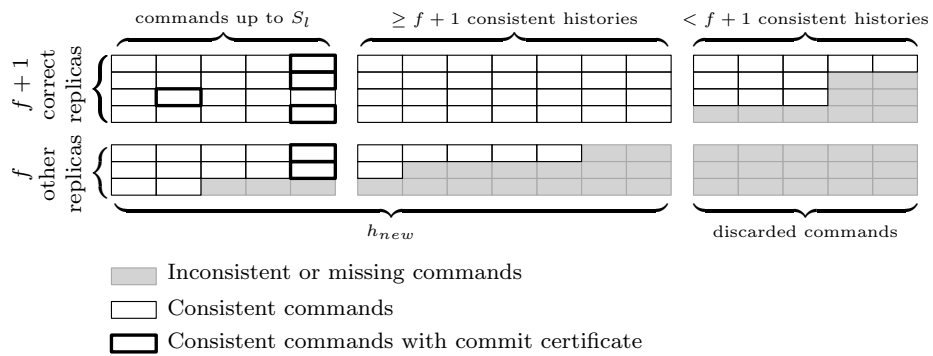 commands up to S_l
≥ f + 1 consistent histories
< f + 1 consistent histories
f + 1
correct
replicas
f
other
replicas
h_new
discarded commands
Inconsistent or missing commands
Consistent commands
Consistent commands with commit certificate